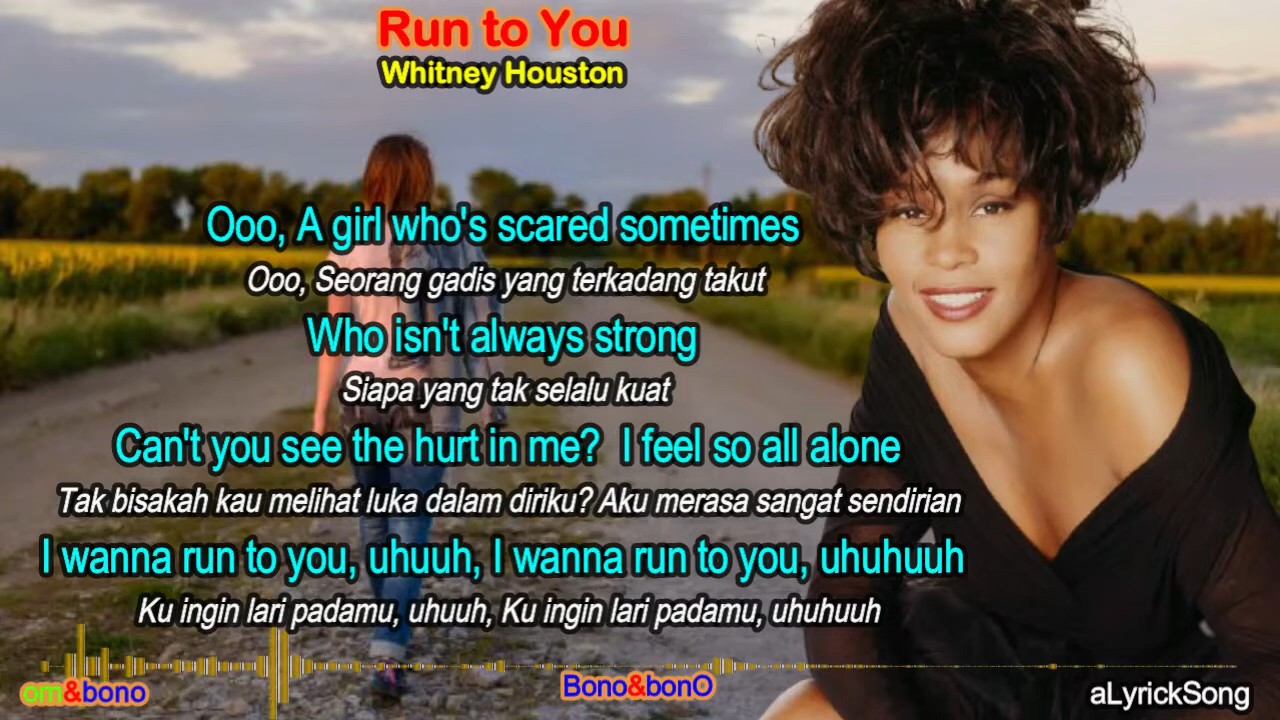 Run to You
Whitney Houston
Ooo, A girl who's scared sometimes
Ooo, Seorang gadis yang terkadang takut
Who isn't always strong
Siapa yang tak selalu kuat
Can't you see the hurt in me? I feel so all alone
Tak bisakah kau melihat luka dalam diriku? Aku merasa sangat sendirian
I wanna run to you, uhuuh, I wanna run to you, uhuhuuh
Ku ingin lari padamu, uhuuh, Ku ingin lari padamu, uhuhuuh
om&bono
Bono&bonO
aLyrickSong